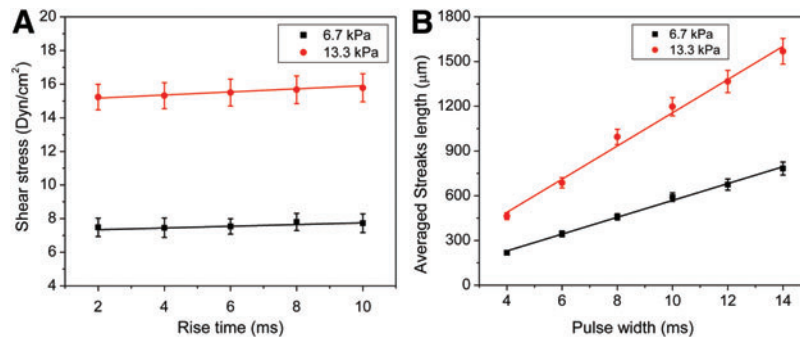 A
6.7 kPa
13.3 kPa
Shear stress (Dyn/cm²)
20
18
16
14
12
10
8
6
4
2 4 6 8 10
Rise time (ms)
B
6.7 kPa
13.3 kPa
Averaged Streaks length (μm)
1800
1500
1200
900
600
300
0
4 6 8 10 12 14
Pulse width (ms)